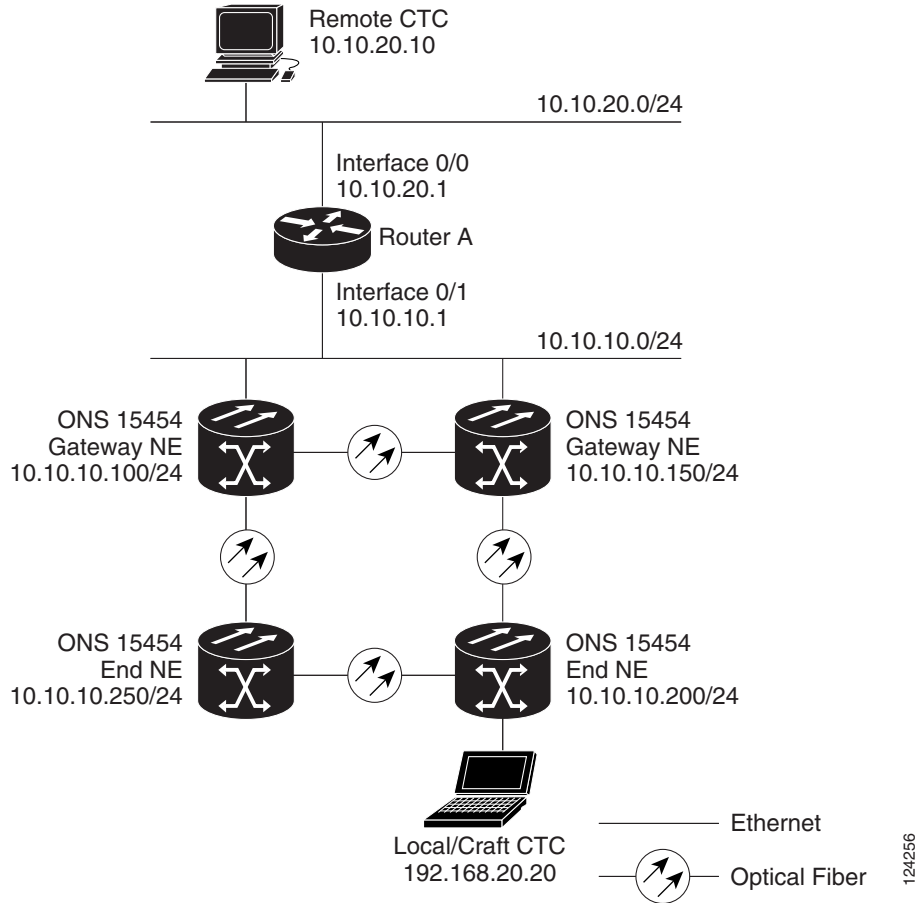 Remote CTC
10.10.20.10
10.10.20.0/24
Interface 0/0
10.10.20.1
Router A
Interface 0/1
10.10.10.1
10.10.10.0/24
ONS 15454
Gateway NE
10.10.10.100/24
ONS 15454
Gateway NE
10.10.10.150/24
ONS 15454
End NE
10.10.10.250/24
ONS 15454
End NE
10.10.10.200/24
Local/Craft CTC
192.168.20.20
Ethernet
Optical Fiber
124256